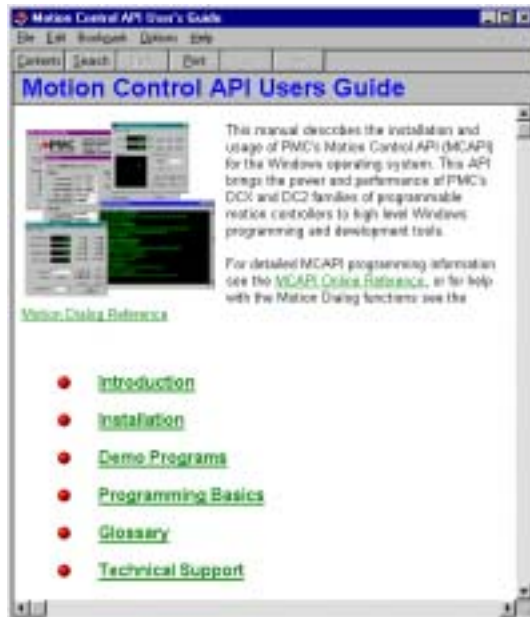 Motion Control API User's Guide
File Edit Bookmark Options Help
Contents Search Print
Motion Control API Users Guide
PMC
This manual describes the installation and
usage of PMC's Motion Control API (MCAPI)
for the Windows operating system. This API
brings the power and performance of PMC's
DCX and DC2 families of programmable
motion controllers to high level Windows
programming and development tools.
For detailed MCAPI programming information
see the MCAPI Online Reference, or for help
with the Motion Dialog functions see the
Motion Dialog Reference
Introduction
Installation
Demo Programs
Programming Basics
Glossary
Technical Support